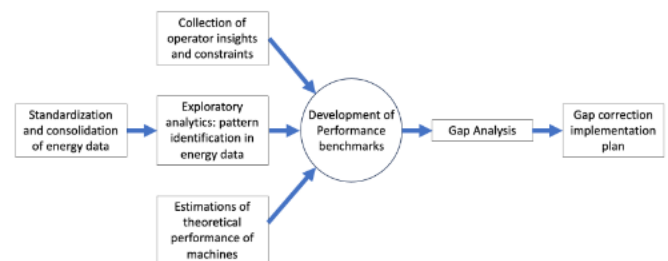 Collection of
operator insights
and constraints
Standardization
and consolidation
of energy data
Exploratory
analytics: pattern
identification in
energy data
Estimations of
theoretical
performance of
machines
Development of
Performance
benchmarks
Gap Analysis
Gap correction
implementation
plan